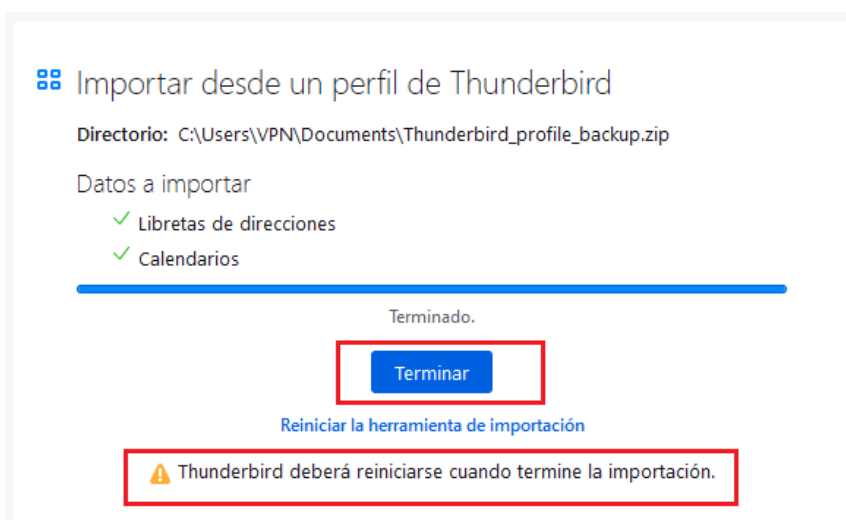 Importar desde un perfil de Thunderbird
Directorio: C:\Users\VPN\Documents\Thunderbird_profile_backup.zip
Datos a importar
Libretas de direcciones
Calendarios
Terminado.
Terminar
Reiniciar la herramienta de importación
Thunderbird deberá reiniciarse cuando termine la importación.